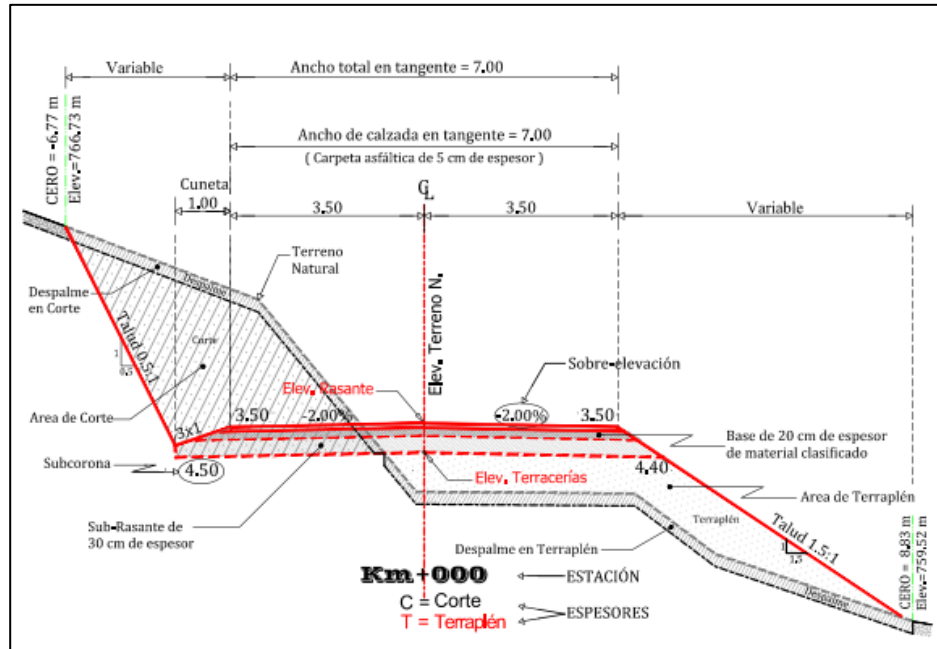 Variable
Ancho total en tangente = 7.00
CERO = -6.77 m
Elev.=766.73 m
Ancho de calzada en tangente = 7.00
( Carpeta asfáltica de 5 cm de espesor )
Cuneta
1.00
CL
3.50
3.50
Variable
Terreno
Natural
Despalme
en Corte
Despalme
Talud 0.5:1
1
0.5
Corte
Elev. Terreno N.
Sobre-elevación
Elev. Rasante
Area de Corte
3x1
3.50
-2.00%
-2.00%
3.50
Base de 20 cm de espesor
de material clasificado
Subcorona
4.50
4.40
Elev. Terracerías
Area de Terraplén
Terraplén
Talud 1.5:1
1
1.5
Sub-Rasante de
30 cm de espesor
Despalme en Terraplén
Despalme
CERO = 8.83 m
Elev.=759.52 m
Km+000
ESTACIÓN
C = Corte
T = Terraplén
ESPESORES